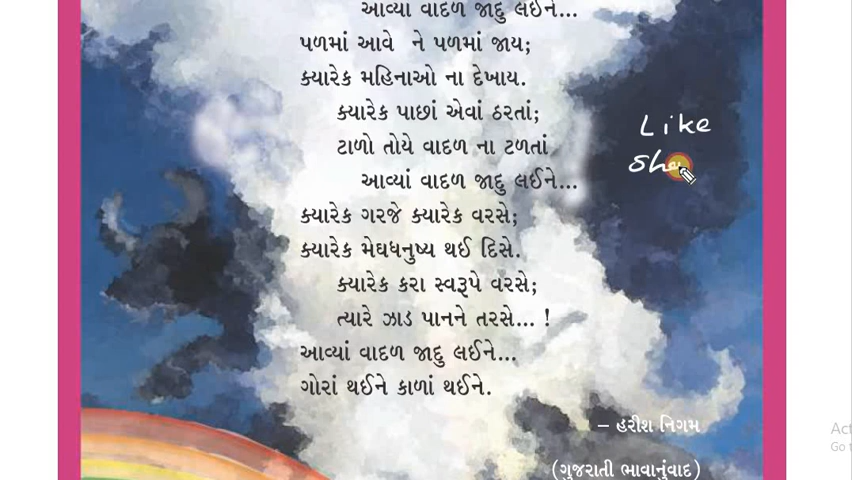 આવ્યા વાદળ જાદુ લઈને...
પળમાં આવે ને પળમાં જાય;
ક્યારેક મહિનાઓ ના દેખાય.
ક્યારેક પાછાં એવાં ઠરતાં;
ટાળો તોયે વાદળ ના ટળતાં
આવ્યાં વાદળ જાદુ લઈને...
ક્યારેક ગરજે ક્યારેક વરસે;
ક્યારેક મેઘધનુષ્ય થઈ દિસે.
ક્યારેક કરા સ્વરૂપે વરસે;
ત્યારે ઝાડ પાનને તરસે... !
આવ્યાં વાદળ જાદુ લઈને...
ગોરાં થઈને કાળાં થઈને.
– હરીશ નિગમ
(ગુજરાતી ભાવાનુંવાદ)
Like